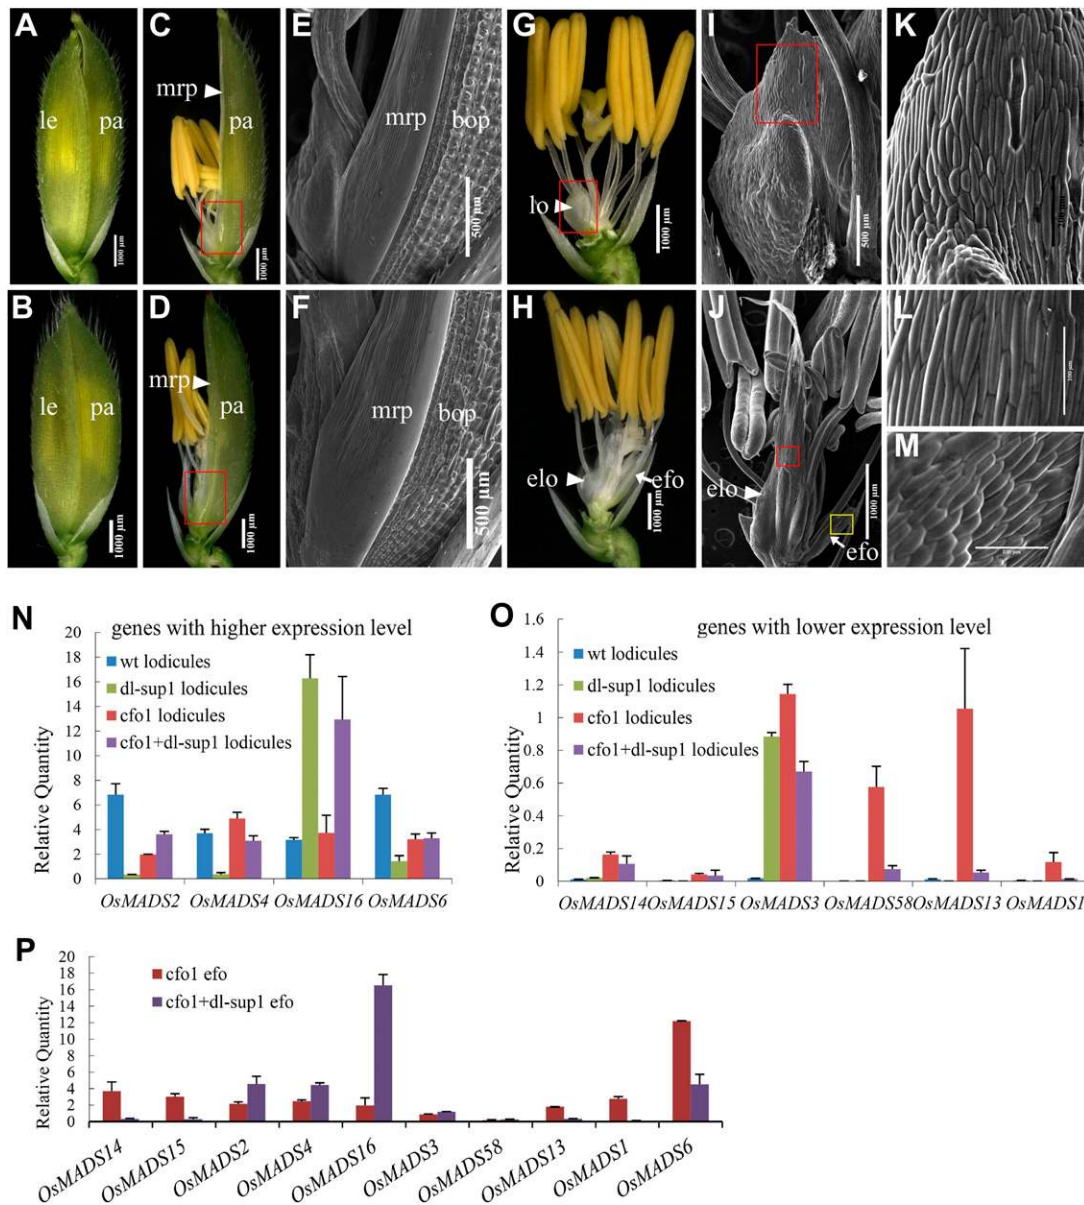 A
le
pa
1000 µm
C
mrp
pa
1000 µm
E
mrp
bop
500 µm
G
lo
1000 µm
I
500 µm
K
B
le
pa
1000 µm
D
mrp
pa
1000 µm
F
mrp
bop
500 µm
H
elo
efo
1000 µm
J
elo
efo
1000 µm
L
100 µm
M
N
genes with higher expression level
20
18
16
14
12
10
8
6
4
2
0
Relative Quantity
wt lodicules
dl-sup1 lodicules
cfo1 lodicules
cfo1+dl-sup1 lodicules
OsMADS2 OsMADS4 OsMADS16 OsMADS6
O
genes with lower expression level
1.6
1.4
1.2
1
0.8
0.6
0.4
0.2
0
Relative Quantity
wt lodicules
dl-sup1 lodicules
cfo1 lodicules
cfo1+dl-sup1 lodicules
OsMADS14 OsMADS15 OsMADS3 OsMADS58 OsMADS13 OsMADS1
P
20
18
16
14
12
10
8
6
4
2
0
Relative Quantity
cfo1 efo
cfo1+dl-sup1 efo
OsMADS14
OsMADS15
OsMADS2
OsMADS4
OsMADS16
OsMADS3
OsMADS58
OsMADS13
OsMADS1
OsMADS6